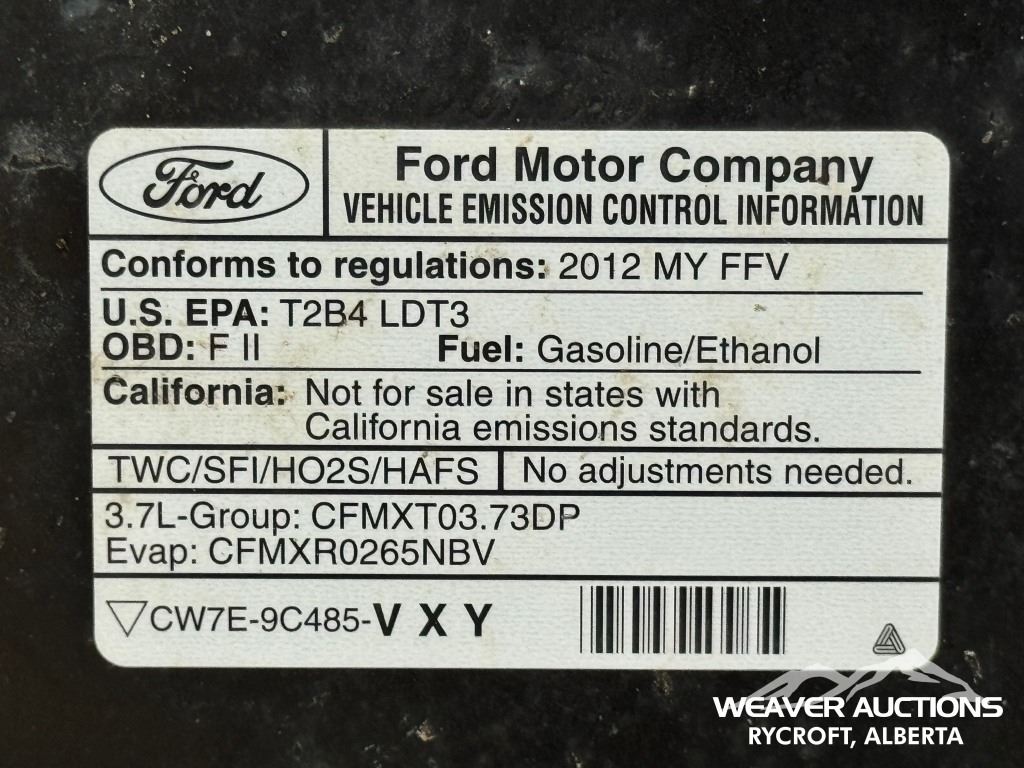 Ford
Ford Motor Company
VEHICLE EMISSION CONTROL INFORMATION
Conforms to regulations: 2012 MY FFV
U.S. EPA: T2B4 LDT3
OBD: F II Fuel: Gasoline/Ethanol
California: Not for sale in states with
California emissions standards.
TWC/SFI/HO2S/HAFS No adjustments needed.
3.7L-Group: CFMXT03.73DP
Evap: CFMXR0265NBV
▽CW7E-9C485-V X Y
WEAVER AUCTIONS
RYCROFT, ALBERTA